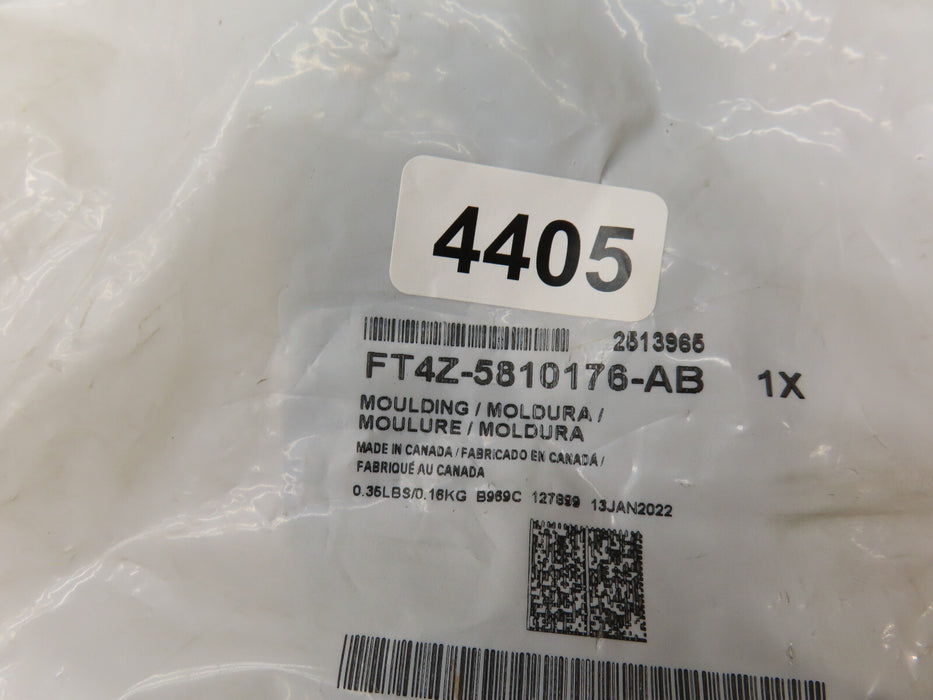 4405
2513965
FT4Z-5810176-AB 1X
MOULDING / MOLDURA /
MOULURE / MOLDURA
MADE IN CANADA / FABRICADO EN CANADÁ /
FABRIQUÉ AU CANADA
0.35LBS/0.16KG B969C 127899 13JAN2022